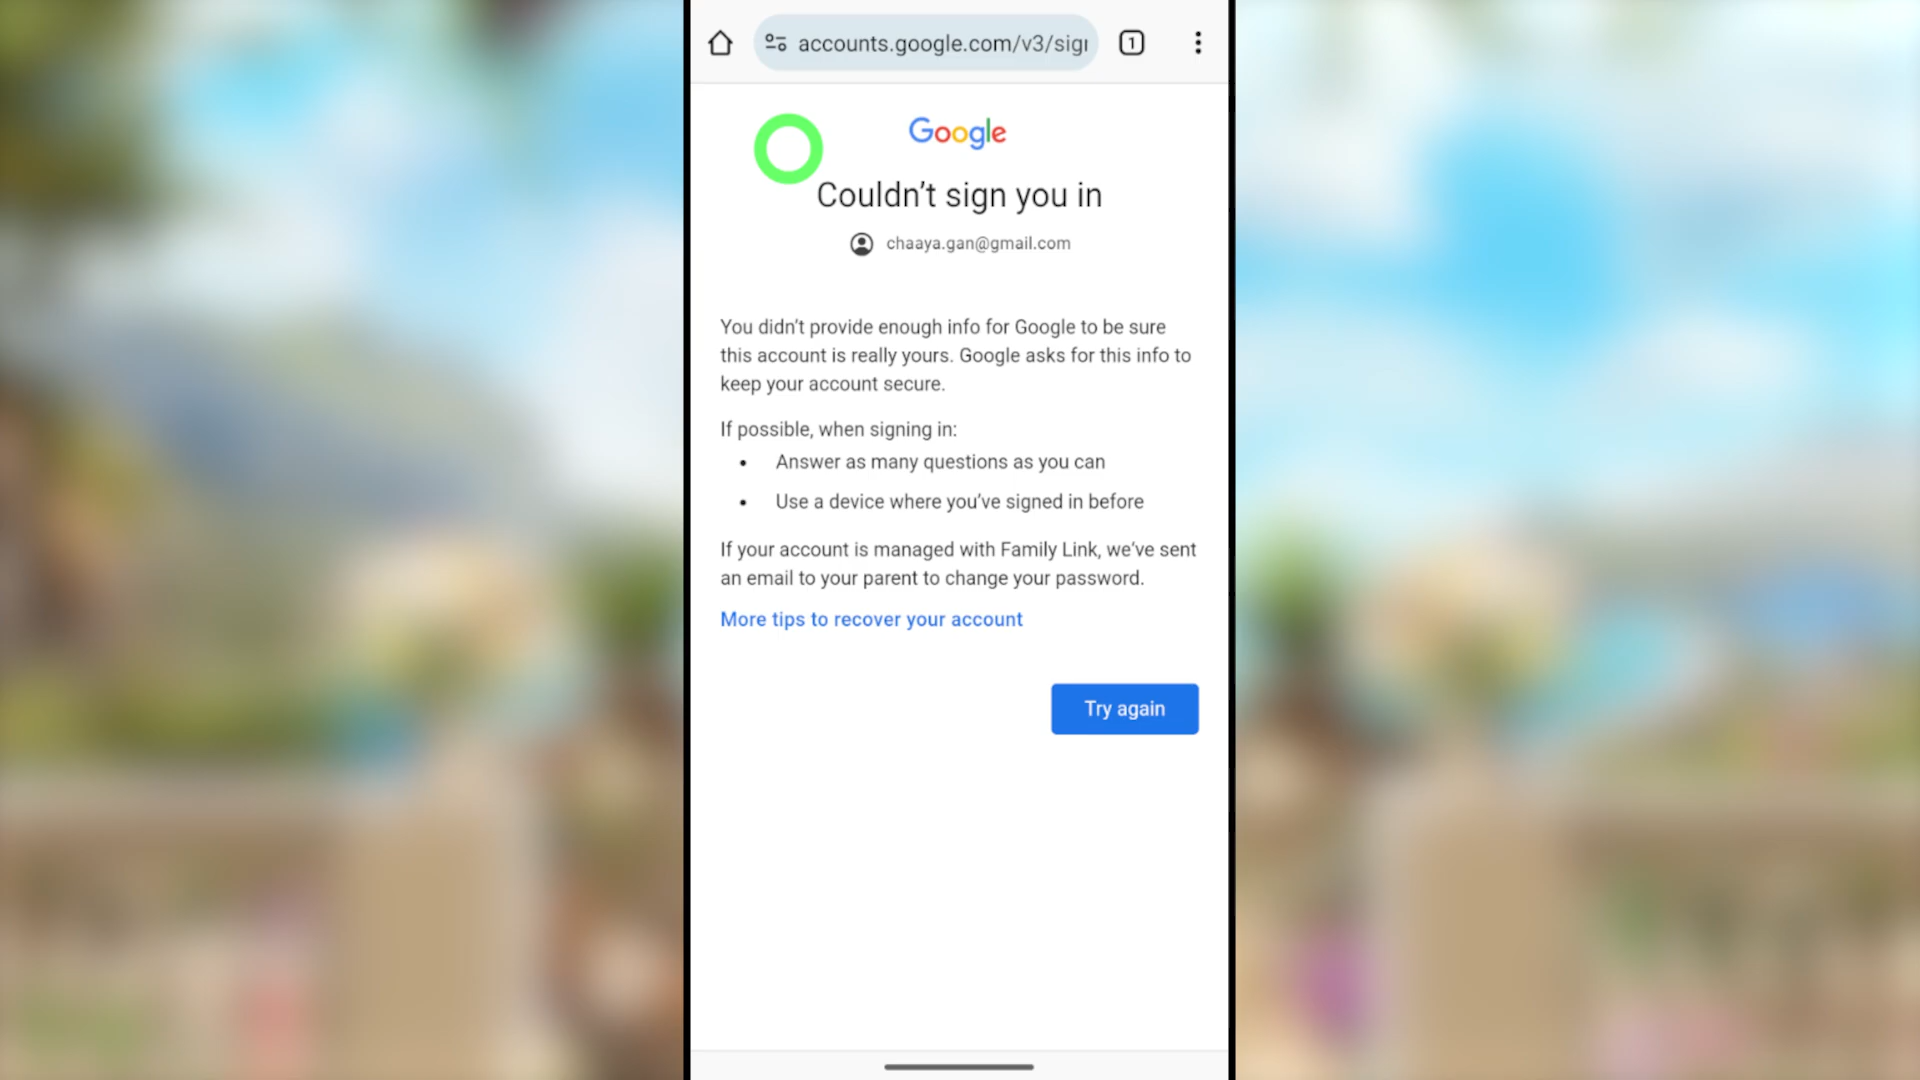 accounts.google.com/v3/sign
1
Google
Couldn’t sign you in
chaaya.gan@gmail.com
You didn’t provide enough info for Google to be sure
this account is really yours. Google asks for this info to
keep your account secure.
If possible, when signing in:
• Answer as many questions as you can
• Use a device where you’ve signed in before
If your account is managed with Family Link, we’ve sent
an email to your parent to change your password.
More tips to recover your account
Try again